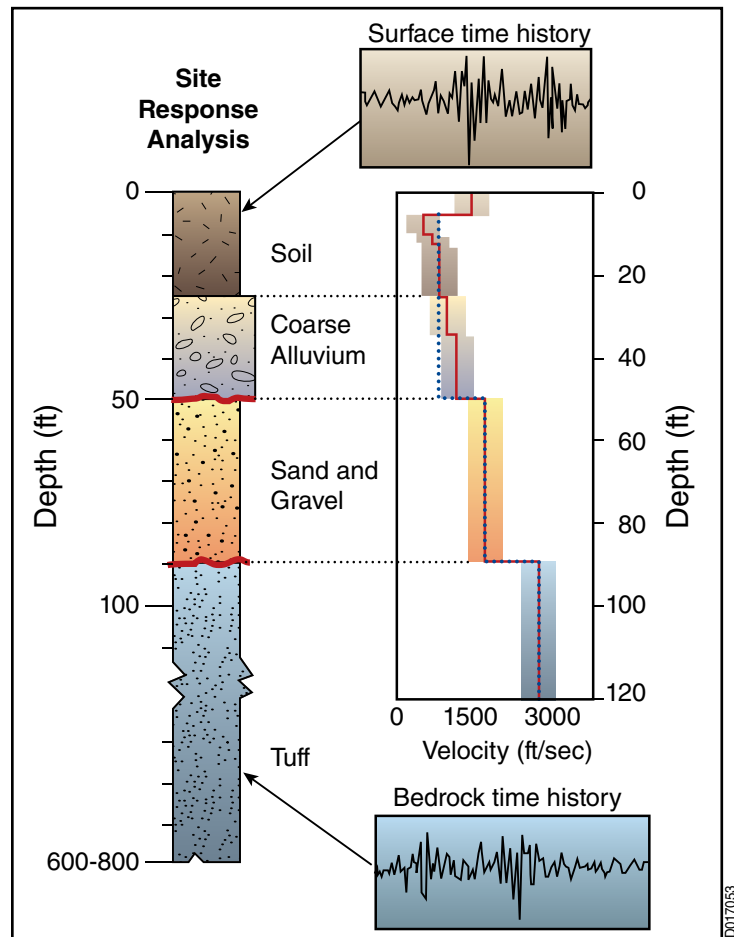 Surface time history
Site
Response
Analysis
0
Soil
Coarse
Alluvium
50
Sand and
Gravel
100
Tuff
600-800
Depth (ft)
0
20
40
60
80
100
120
Depth (ft)
0
1500
3000
Velocity (ft/sec)
Bedrock time history
D017053